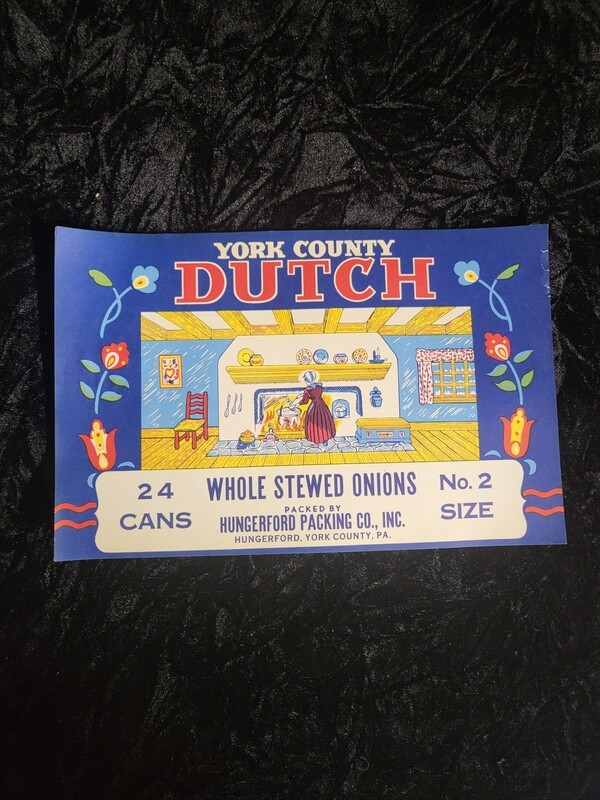 YORK COUNTY
DUTCH
24
CANS
WHOLE STEWED ONIONS
PACKED BY
HUNGERFORD PACKING CO., INC.
HUNGERFORD, YORK COUNTY, PA.
No. 2
SIZE